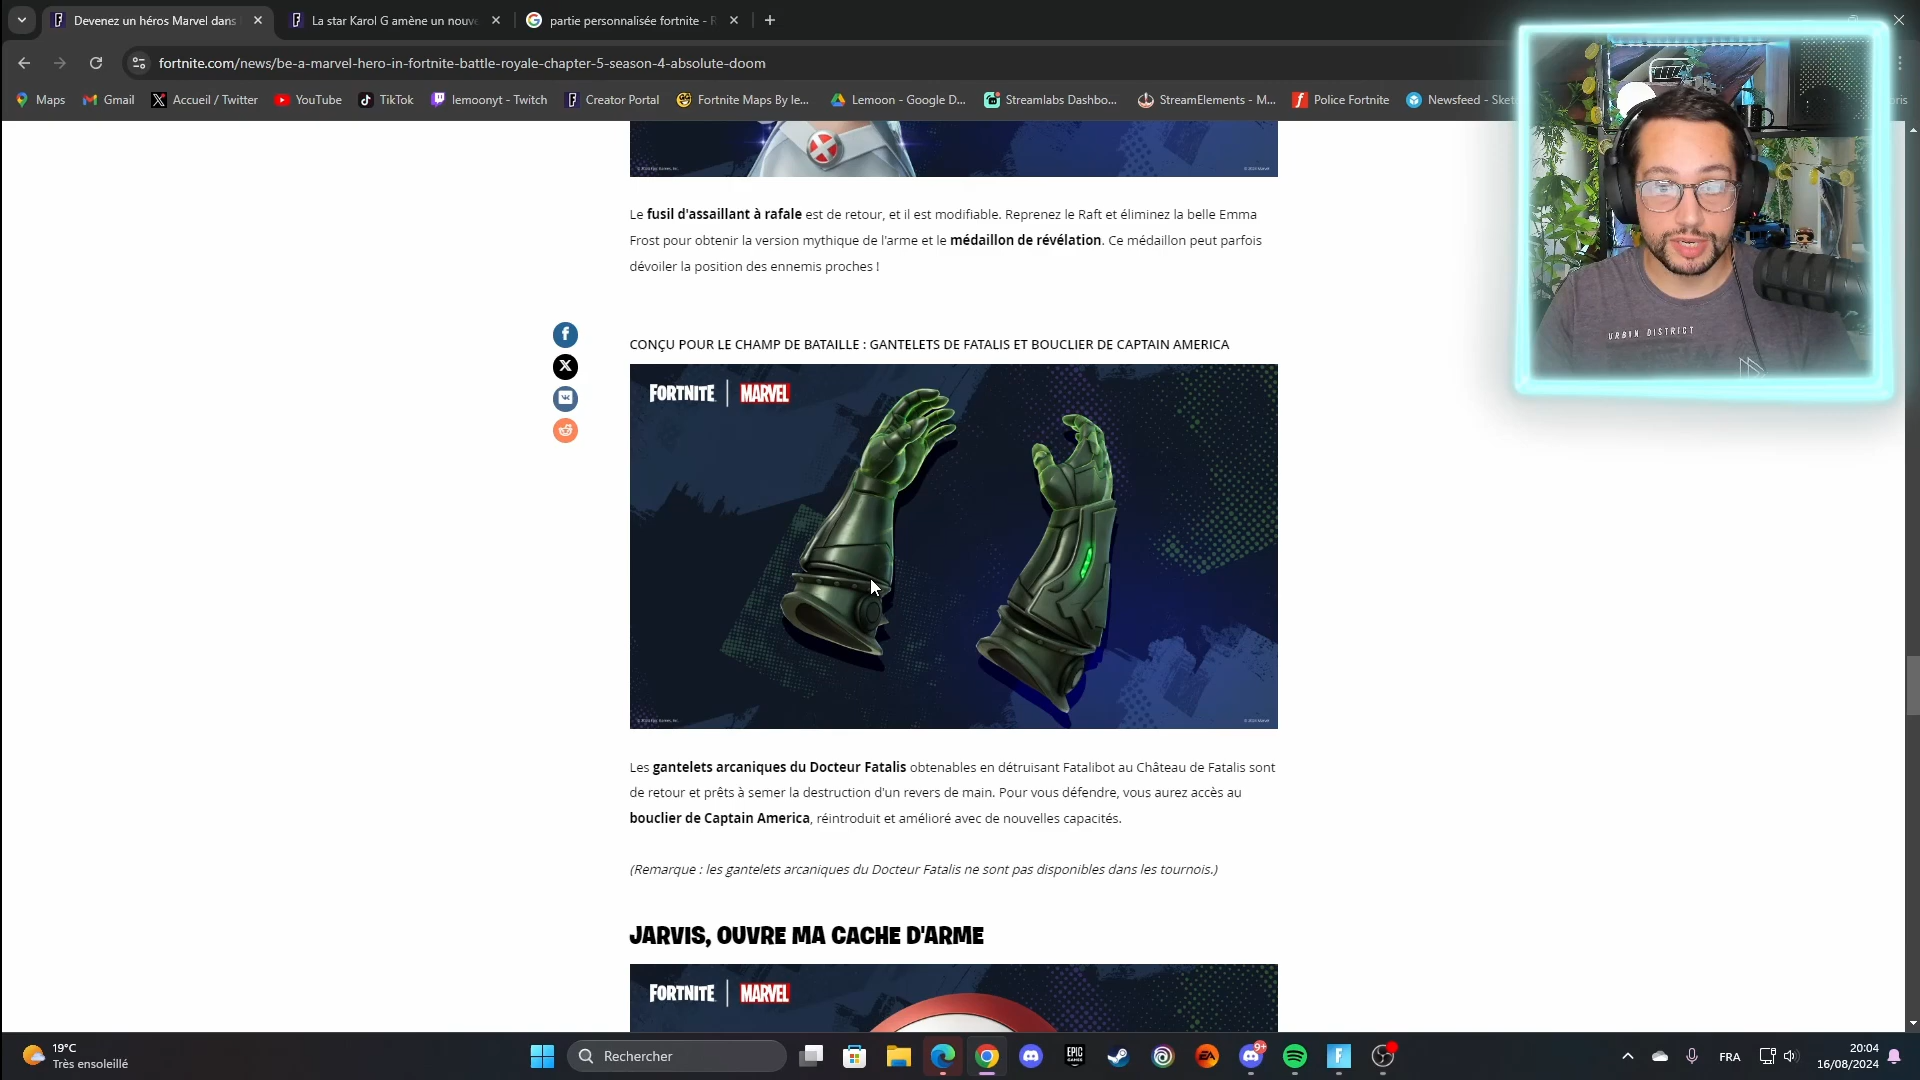 Devenez un héros Marvel dans
La star Karol G amène un nouve
partie personnalisée fortnite - R
fortnite.com/news/be-a-marvel-hero-in-fortnite-battle-royale-chapter-5-season-4-absolute-doom
Maps
Gmail
Accueil / Twitter
YouTube
TikTok
lemoonyt - Twitch
Creator Portal
Fortnite Maps By le...
Lemoon - Google D...
Streamlabs Dashbo...
StreamElements - M...
Police Fortnite
Newsfeed - Sket
Le fusil d'assaillant à rafale est de retour, et il est modifiable. Reprenez le Raft et éliminez la belle Emma
Frost pour obtenir la version mythique de l'arme et le médaillon de révélation. Ce médaillon peut parfois
dévoiler la position des ennemis proches !
CONÇU POUR LE CHAMP DE BATAILLE : GANTELETS DE FATALIS ET BOUCLIER DE CAPTAIN AMERICA
FORTNITE | MARVEL
Les gantelets arcaniques du Docteur Fatalis obtenables en détruisant Fatalibot au Château de Fatalis sont
de retour et prêts à semer la destruction d'un revers de main. Pour vous défendre, vous aurez accès au
bouclier de Captain America, réintroduit et amélioré avec de nouvelles capacités.
(Remarque : les gantelets arcaniques du Docteur Fatalis ne sont pas disponibles dans les tournois.)
JARVIS, OUVRE MA CACHE D'ARME
FORTNITE | MARVEL
URBAN DISTRICT
19°C
Très ensoleillé
Rechercher
EPIC
GAMES
EA
9+
FRA
20:04
16/08/2024